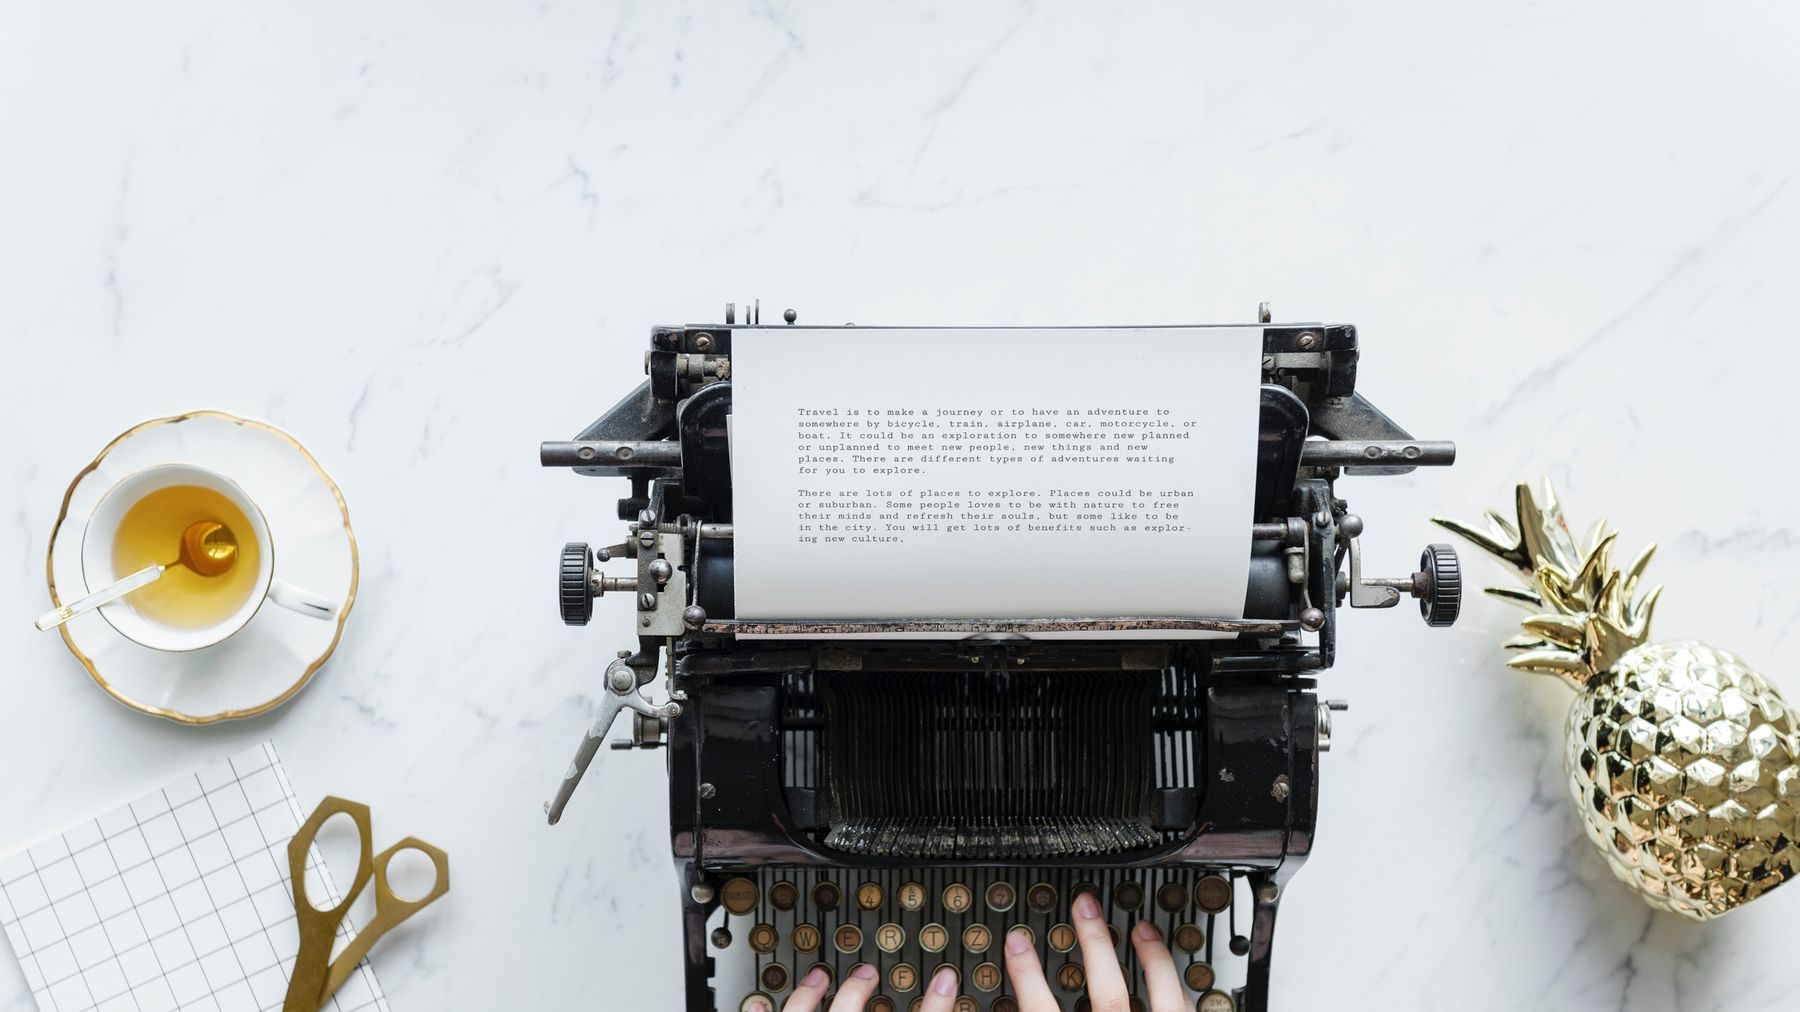 Travel is to make a journey or to have an adventure to
somewhere by bicycle, train, airplane, car, motorcycle, or
boat. It could be an exploration to somewhere new planned
or unplanned to meet new people, new things and new
places. There are different types of adventures waiting
for you to explore.
There are lots of places to explore. Places could be urban
or suburban. Some people loves to be with nature to free
their minds and refresh their souls, but some like to be
in the city. You will get lots of benefits such as explor-
ing new culture,
4 5 6 7
Q W E R T Z I
F H K
UM-